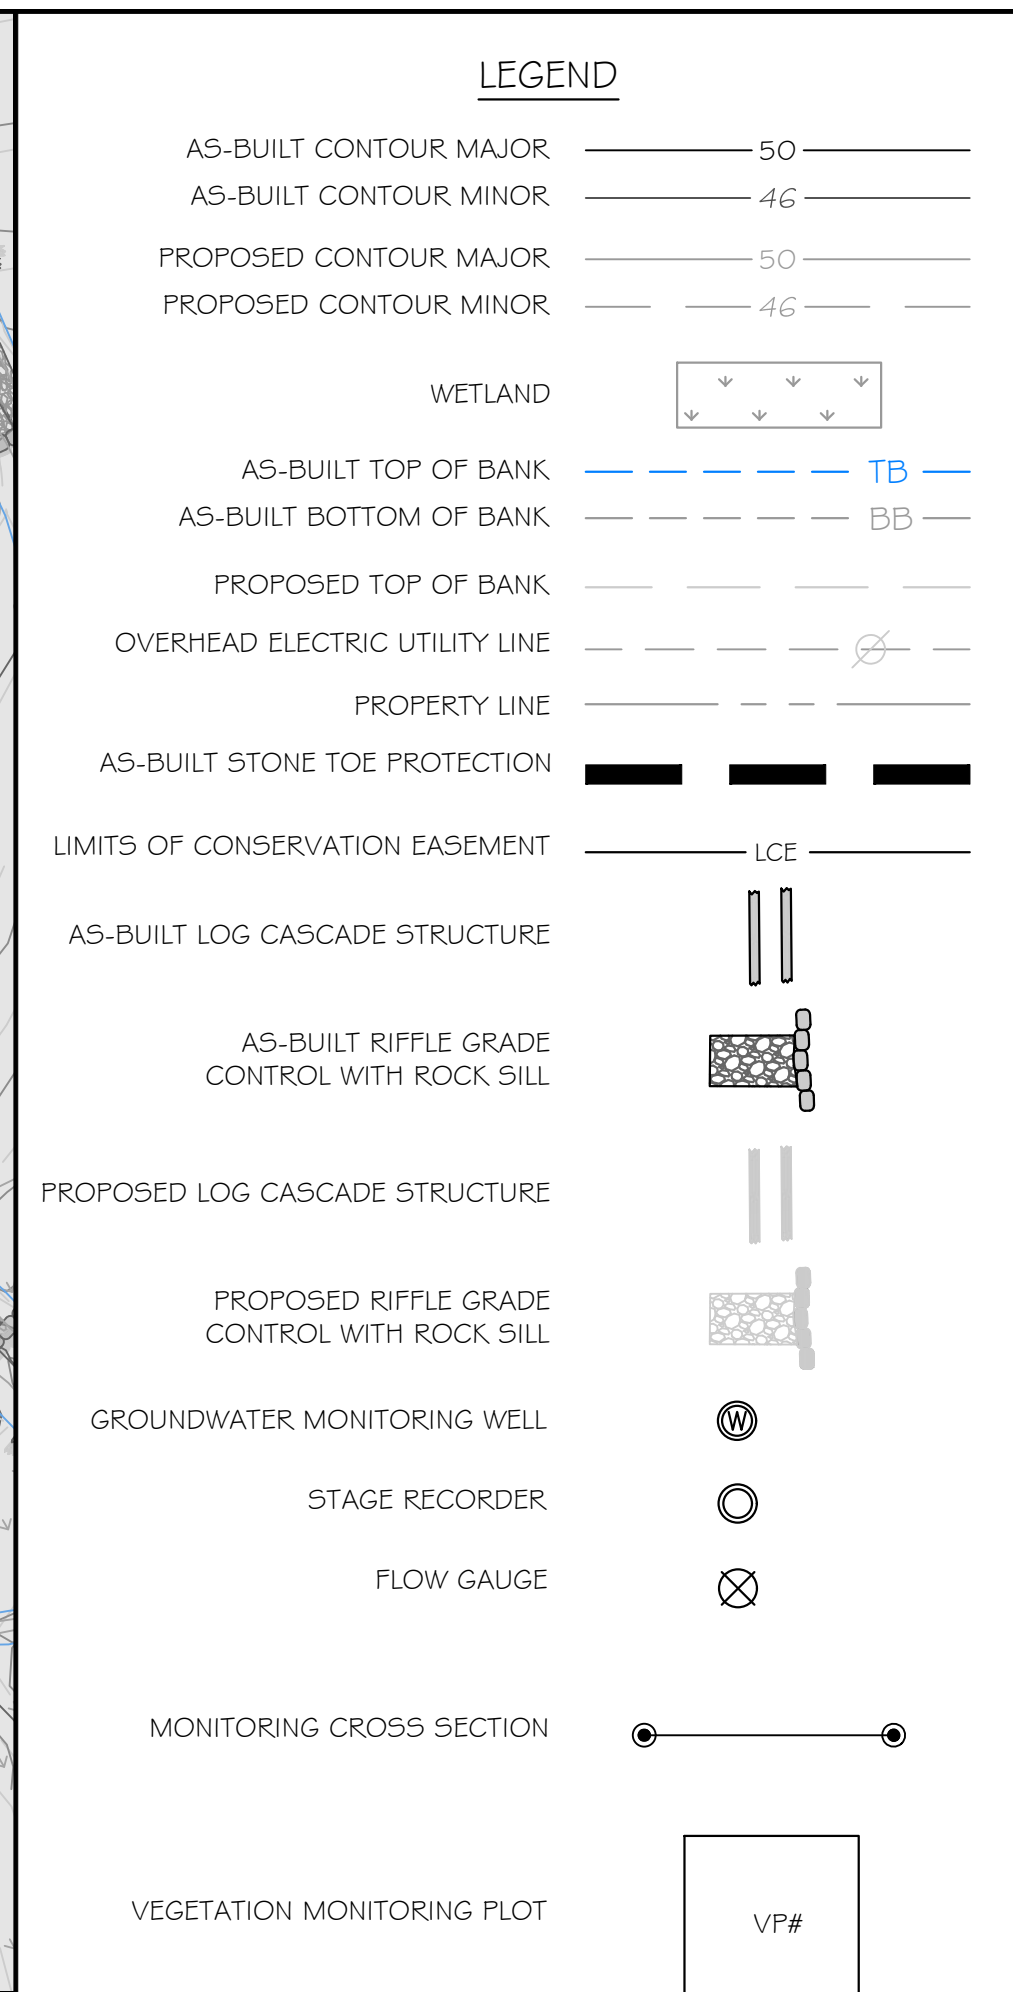 LEGEND
AS-BUILT CONTOUR MAJOR 50
AS-BUILT CONTOUR MINOR 46
PROPOSED CONTOUR MAJOR 50
PROPOSED CONTOUR MINOR 46
WETLAND
AS-BUILT TOP OF BANK TB
AS-BUILT BOTTOM OF BANK BB
PROPOSED TOP OF BANK
OVERHEAD ELECTRIC UTILITY LINE
PROPERTY LINE
AS-BUILT STONE TOE PROTECTION
LIMITS OF CONSERVATION EASEMENT LCE
AS-BUILT LOG CASCADE STRUCTURE
AS-BUILT RIFFLE GRADE
CONTROL WITH ROCK SILL
PROPOSED LOG CASCADE STRUCTURE
PROPOSED RIFFLE GRADE
CONTROL WITH ROCK SILL
GROUNDWATER MONITORING WELL W
STAGE RECORDER
FLOW GAUGE
MONITORING CROSS SECTION
VEGETATION MONITORING PLOT VP#